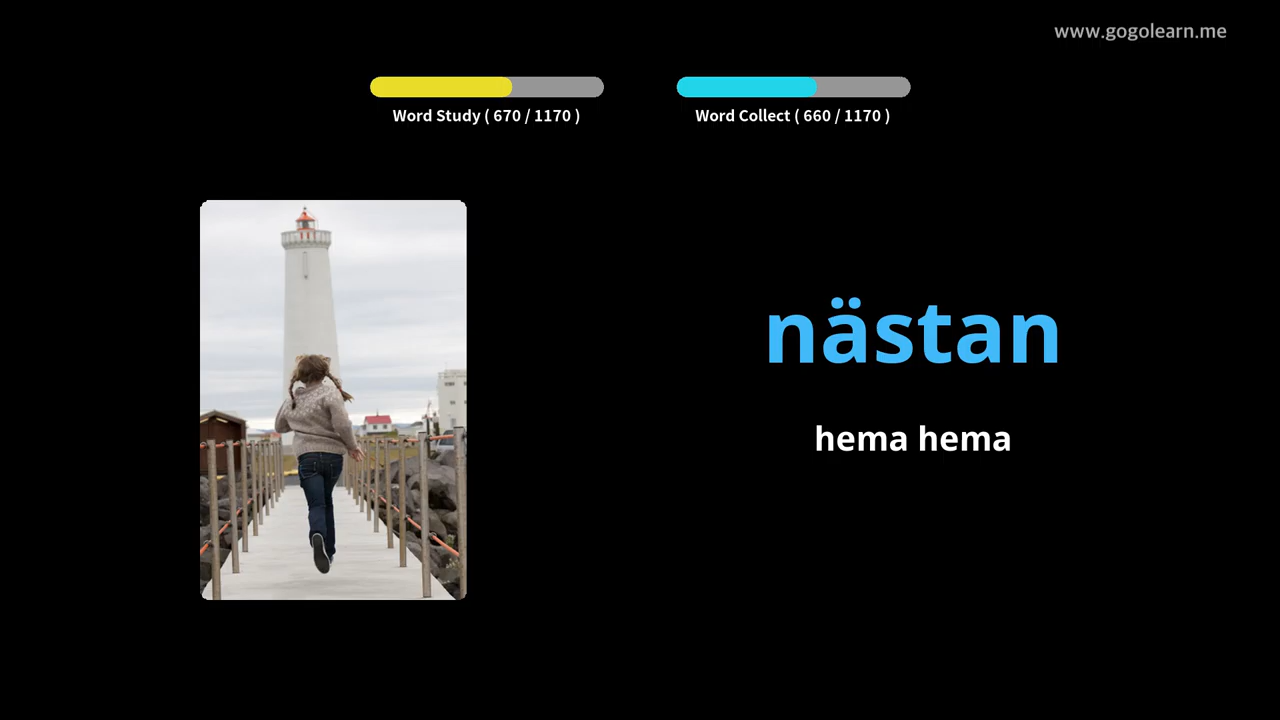 www.gogolearn.me
Word Study ( 670 / 1170 )
Word Collect ( 660 / 1170 )
nästan
hema hema